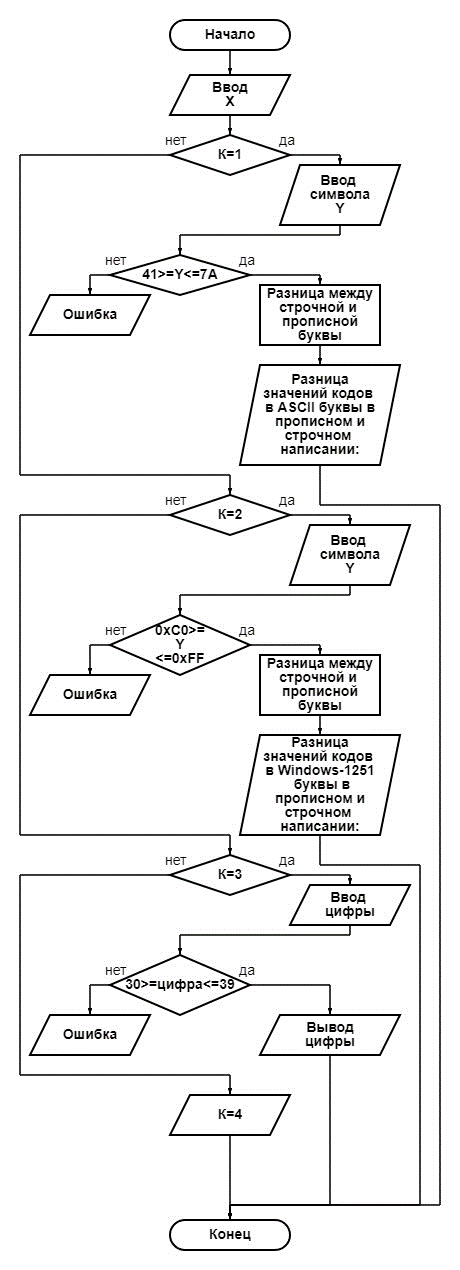 Начало
Ввод
X
нет
да
К=1
Ввод
символа
Y
нет
да
41>=Y<=7A
Ошибка
Разница между
строчной и
прописной
буквы
Разница
значений кодов
в ASCII буквы в
прописном и
строчном
написании:
нет
да
К=2
Ввод
символа
Y
нет
да
0xC0>=
Y
<=0xFF
Ошибка
Разница между
строчной и
прописной
буквы
Разница
значений кодов
в Windows-1251
буквы в
прописном и
строчном
написании:
нет
да
К=3
Ввод
цифры
нет
да
30>=цифра<=39
Ошибка
Вывод
цифры
К=4
Конец